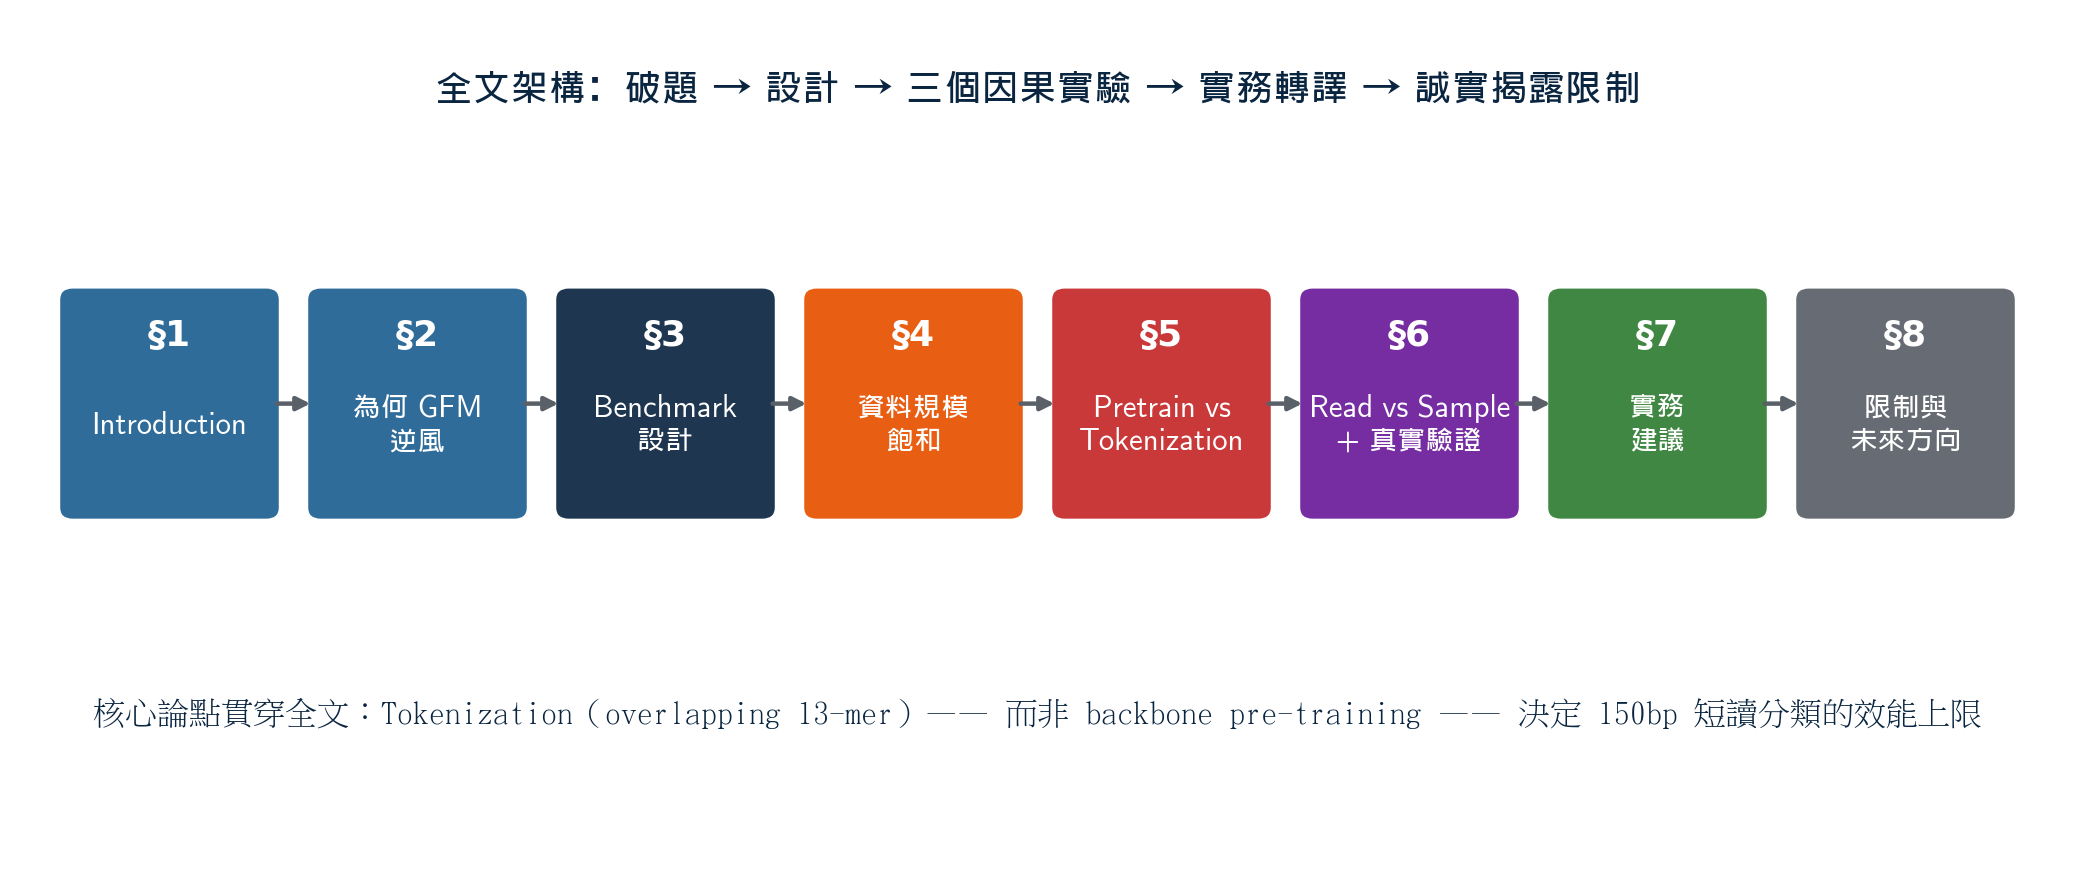 全文架構：破題 → 設計 → 三個因果實驗 → 實務轉譯 → 誠實揭露限制
§1
Introduction
§2
為何 GFM
逆風
§3
Benchmark
設計
§4
資料規模
飽和
§5
Pretrain vs
Tokenization
§6
Read vs Sample
+ 真實驗證
§7
實務
建議
§8
限制與
未來方向
核心論點貫穿全文：Tokenization（overlapping 13-mer）—— 而非 backbone pre-training —— 決定 150bp 短讀分類的效能上限